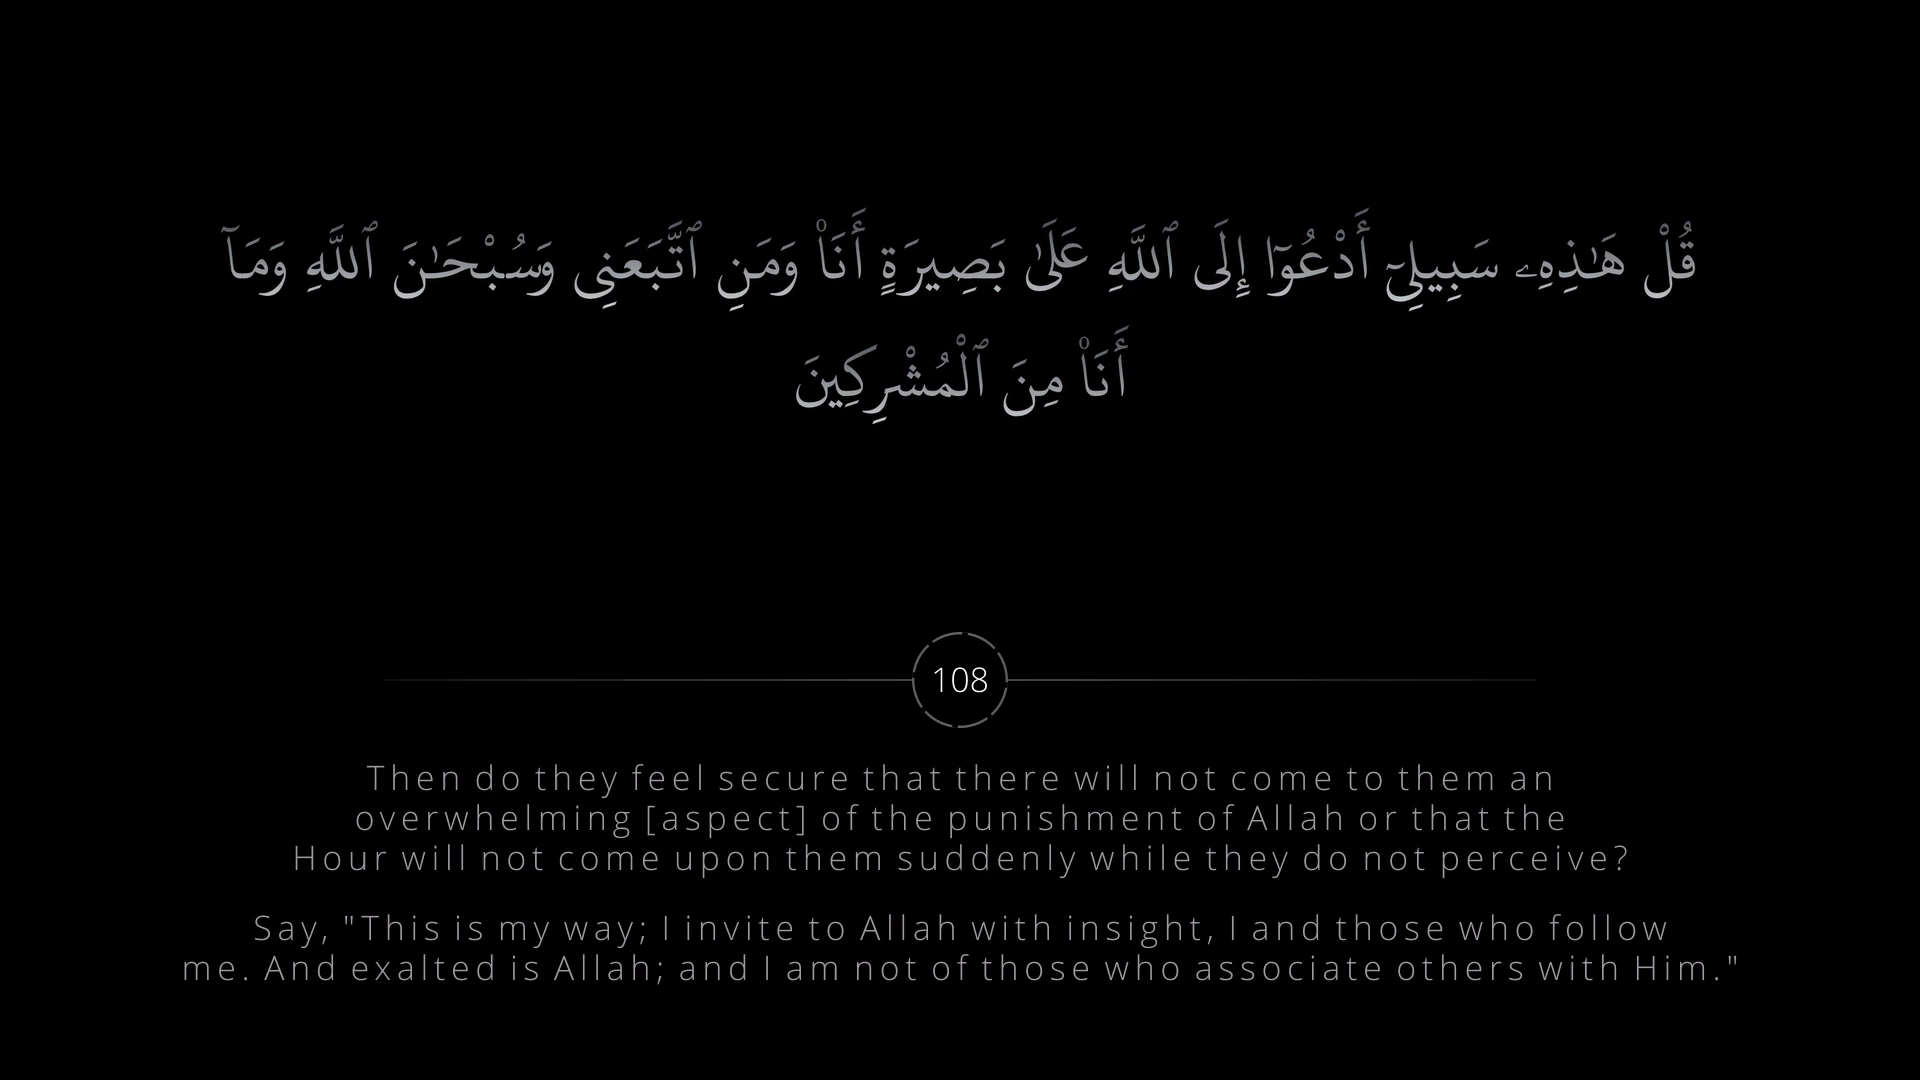 قُلْ هَٰذِهِۦ سَبِيلِىٓ أَدْعُوٓا۟ إِلَى ٱللَّهِ عَلَىٰ بَصِيرَةٍ أَنَا۠ وَمَنِ ٱتَّبَعَنِى وَسُبْحَٰنَ ٱللَّهِ وَمَآ
أَنَا۠ مِنَ ٱلْمُشْرِكِينَ
108
Then do they feel secure that there will not come to them an
overwhelming [aspect] of the punishment of Allah or that the
Hour will not come upon them suddenly while they do not perceive?
Say, "This is my way; I invite to Allah with insight, I and those who follow
me. And exalted is Allah; and I am not of those who associate others with Him."